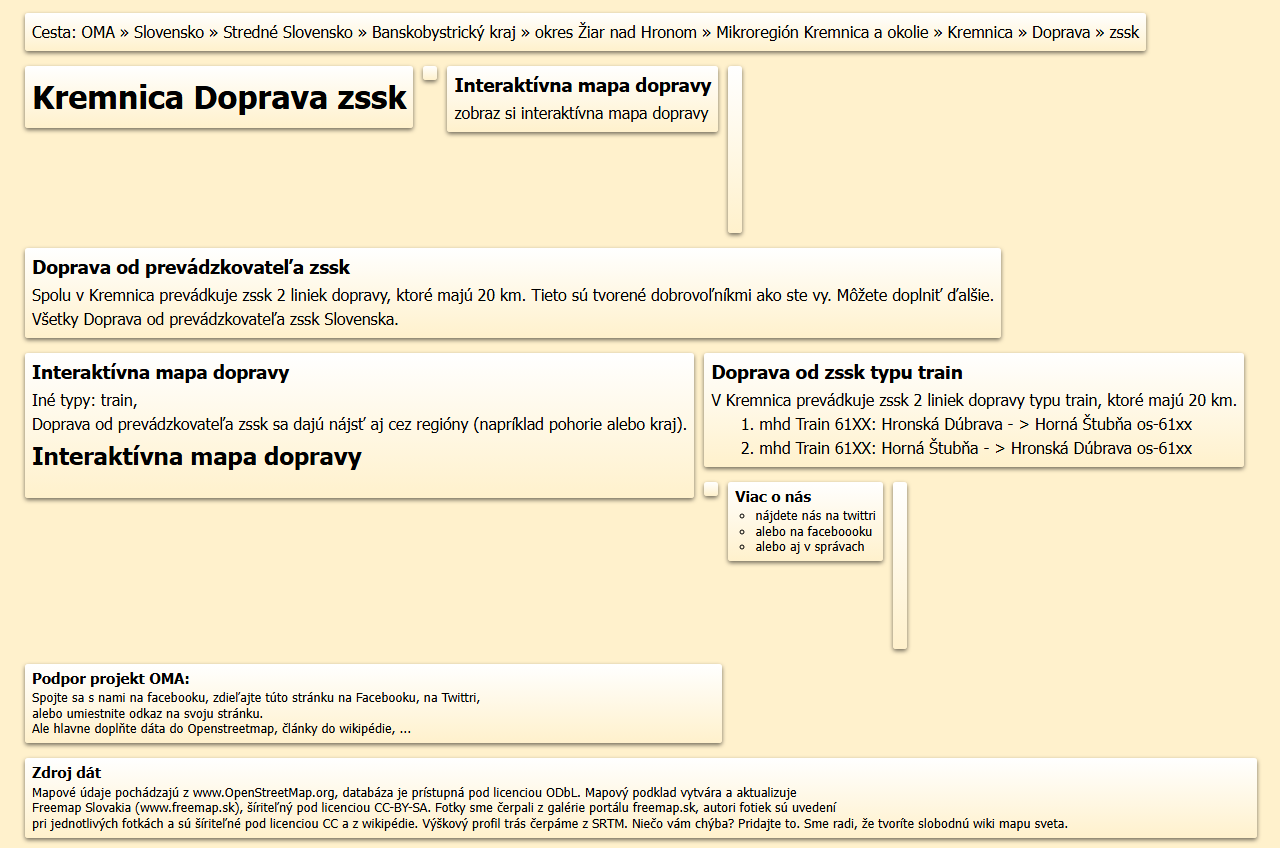 Cesta: OMA » Slovensko » Stredné Slovensko » Banskobystrický kraj » okres Žiar nad Hronom » Mikroregión Kremnica a okolie » Kremnica » Doprava » zssk
Kremnica Doprava zssk
Interaktívna mapa dopravy
zobraz si interaktívna mapa dopravy
Doprava od prevádzkovateľa zssk
Spolu v Kremnica prevádkuje zssk 2 liniek dopravy, ktoré majú 20 km. Tieto sú tvorené dobrovoľníkmi ako ste vy. Môžete doplniť ďalšie.
Všetky Doprava od prevádzkovateľa zssk Slovenska.
Interaktívna mapa dopravy
Iné typy: train,
Doprava od prevádzkovateľa zssk sa dajú nájsť aj cez regióny (napríklad pohorie alebo kraj).
Interaktívna mapa dopravy
Doprava od zssk typu train
V Kremnica prevádkuje zssk 2 liniek dopravy typu train, ktoré majú 20 km.
1. mhd Train 61XX: Hronská Dúbrava - > Horná Štubňa os-61xx
2. mhd Train 61XX: Horná Štubňa - > Hronská Dúbrava os-61xx
Viac o nás
◦ nájdete nás na twittri
◦ alebo na faceboooku
◦ alebo aj v správach
Podpor projekt OMA:
Spojte sa s nami na facebooku, zdieľajte túto stránku na Facebooku, na Twittri,
alebo umiestnite odkaz na svoju stránku.
Ale hlavne doplňte dáta do Openstreetmap, články do wikipédie, ...
Zdroj dát
Mapové údaje pochádzajú z www.OpenStreetMap.org, databáza je prístupná pod licenciou ODbL. Mapový podklad vytvára a aktualizuje
Freemap Slovakia (www.freemap.sk), šíriteľný pod licenciou CC-BY-SA. Fotky sme čerpali z galérie portálu freemap.sk, autori fotiek sú uvedení
pri jednotlivých fotkách a sú šíriteľné pod licenciou CC a z wikipédie. Výškový profil trás čerpáme z SRTM. Niečo vám chýba? Pridajte to. Sme radi, že tvoríte slobodnú wiki mapu sveta.